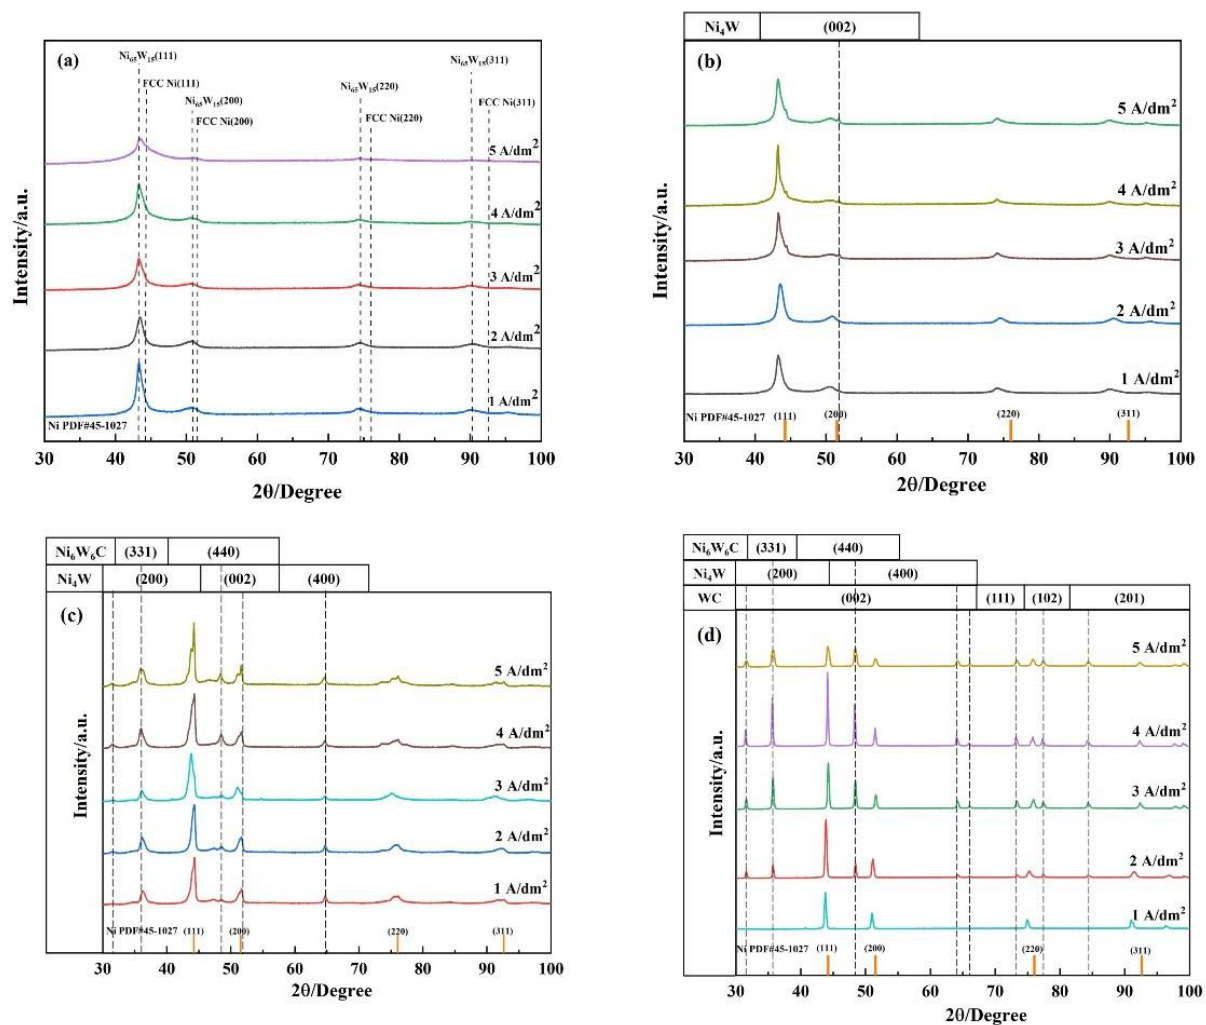 (a)
Ni₆₅W₁₅(111)
FCC Ni(111)
Ni₆₅W₁₅(200)
FCC Ni(200)
Ni₆₅W₁₅(220)
FCC Ni(220)
Ni₆₅W₁₅(311)
FCC Ni(311)
5 A/dm²
4 A/dm²
3 A/dm²
2 A/dm²
1 A/dm²
Ni PDF#45-1027
Intensity/a.u.
30 40 50 60 70 80 90 100
2θ/Degree
Ni₄W (002)
(b)
5 A/dm²
4 A/dm²
3 A/dm²
2 A/dm²
1 A/dm²
Ni PDF#45-1027 (111) (200) (220) (311)
Intensity/a.u.
30 40 50 60 70 80 90 100
2θ/Degree
Ni₆W₆C (331) (440)
Ni₄W (200) (002) (400)
(c)
5 A/dm²
4 A/dm²
3 A/dm²
2 A/dm²
1 A/dm²
Ni PDF#45-1027 (111) (200) (220) (311)
Intensity/a.u.
30 40 50 60 70 80 90 100
2θ/Degree
Ni₆W₆C (331) (440)
Ni₄W (200) (400)
WC (002) (111) (102) (201)
(d)
5 A/dm²
4 A/dm²
3 A/dm²
2 A/dm²
1 A/dm²
Ni PDF#45-1027 (111) (200) (220) (311)
Intensity/a.u.
30 40 50 60 70 80 90 100
2θ/Degree